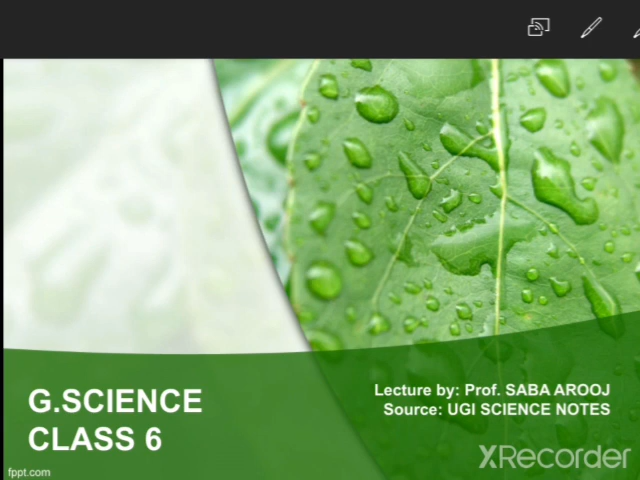 G.SCIENCE
CLASS 6
Lecture by: Prof. SABA AROOJ
Source: UGI SCIENCE NOTES
fppt.com
XRecorder